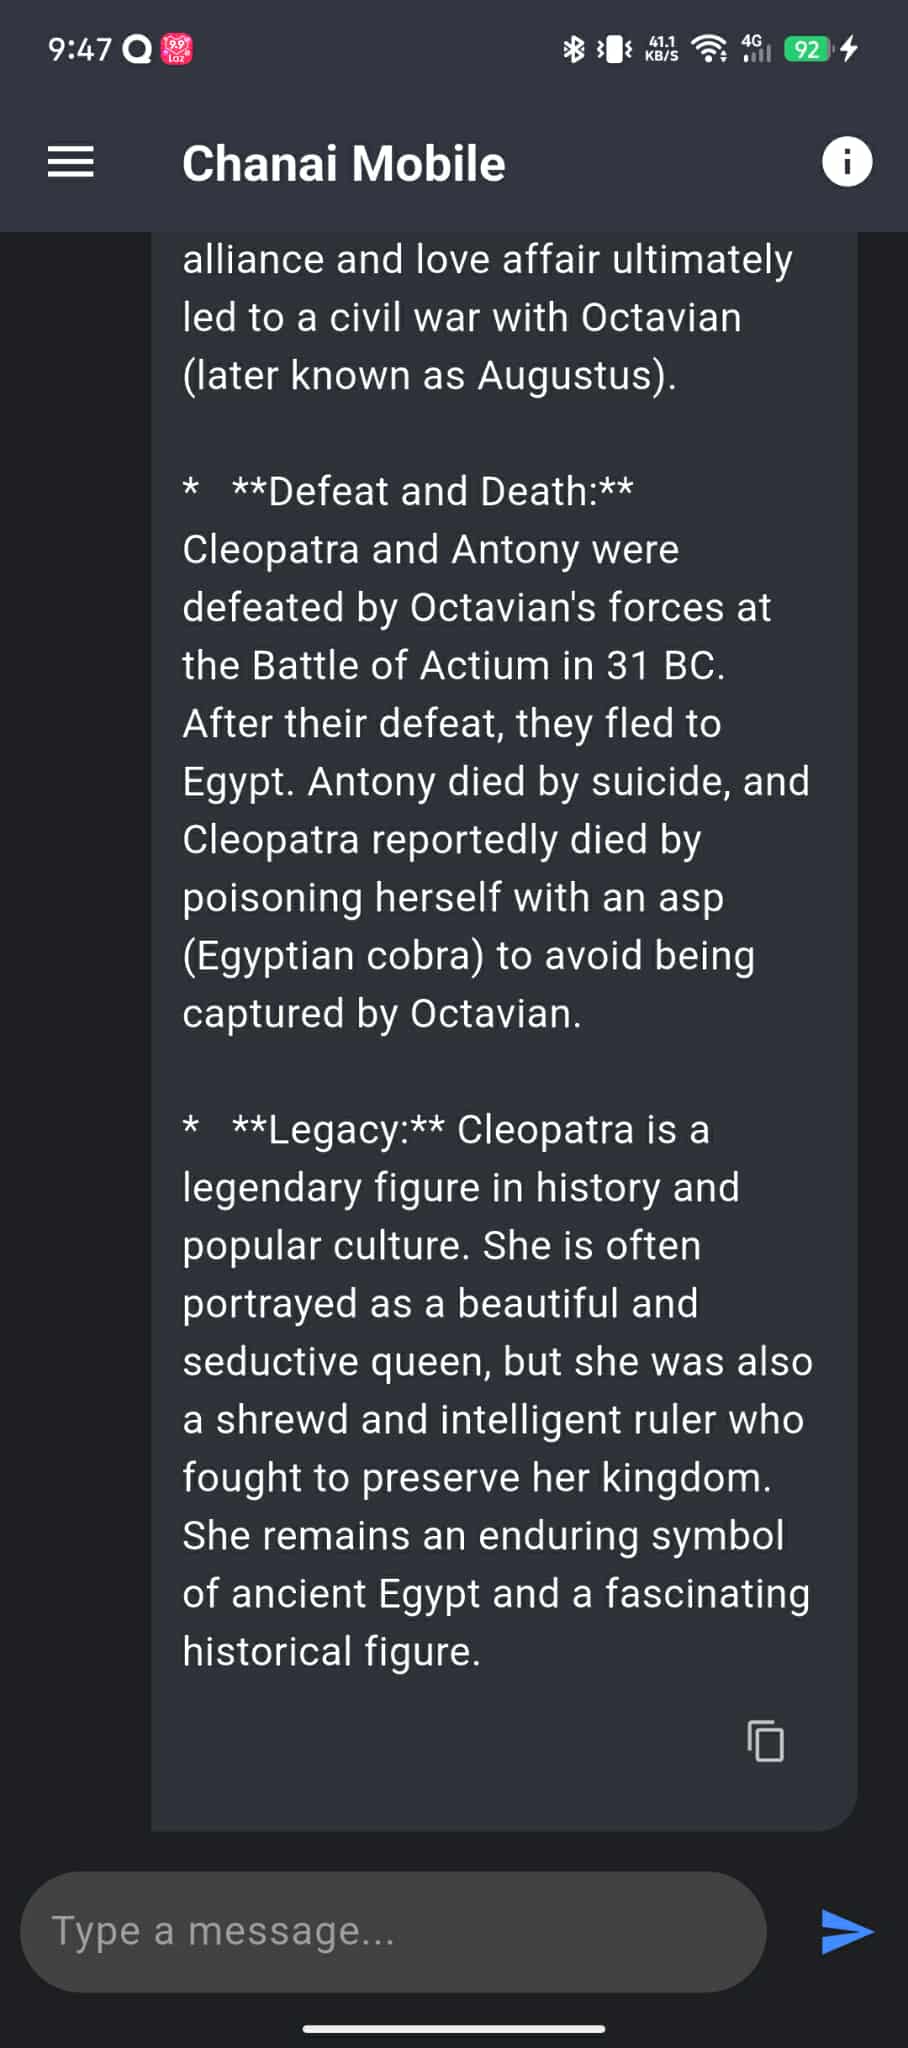 9:47
9.9
LOZ
41.1
KB/S
4G
92
Chanai Mobile
alliance and love affair ultimately
led to a civil war with Octavian
(later known as Augustus).
*   **Defeat and Death:**
Cleopatra and Antony were
defeated by Octavian's forces at
the Battle of Actium in 31 BC.
After their defeat, they fled to
Egypt. Antony died by suicide, and
Cleopatra reportedly died by
poisoning herself with an asp
(Egyptian cobra) to avoid being
captured by Octavian.
*   **Legacy:** Cleopatra is a
legendary figure in history and
popular culture. She is often
portrayed as a beautiful and
seductive queen, but she was also
a shrewd and intelligent ruler who
fought to preserve her kingdom.
She remains an enduring symbol
of ancient Egypt and a fascinating
historical figure.
Type a message...